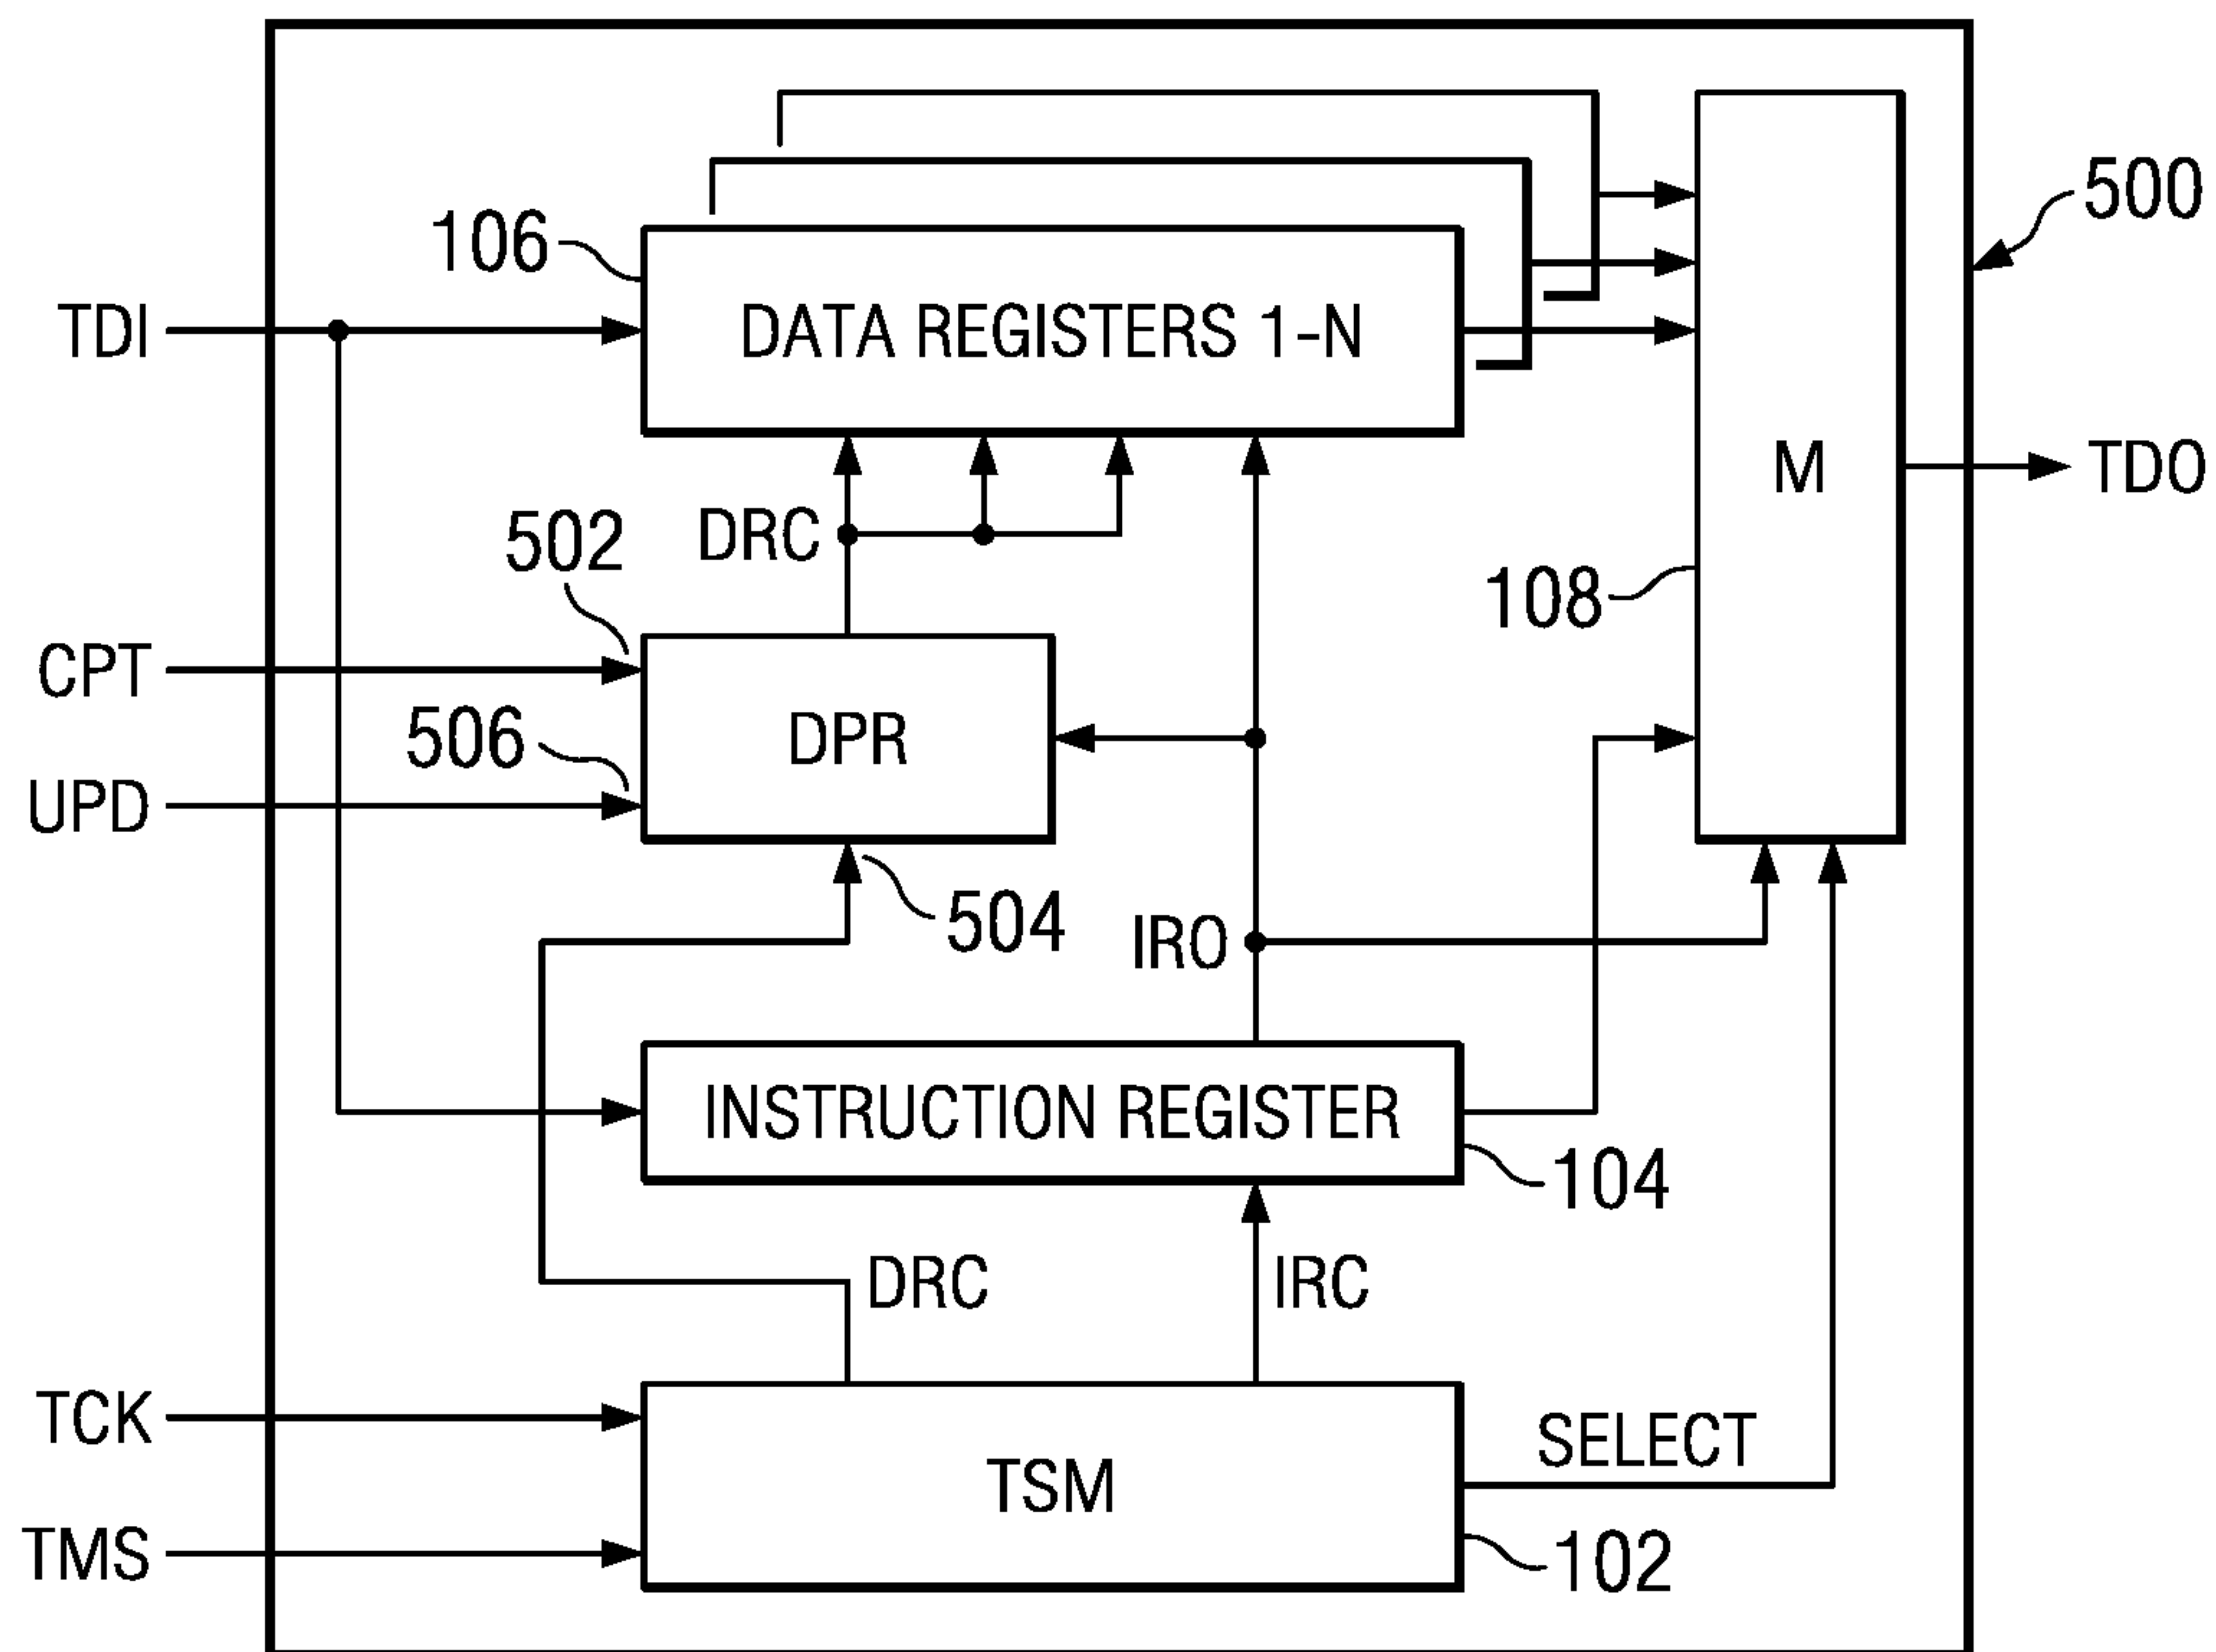 500
106
TDI
DATA REGISTERS 1-N
M
TDO
502
DRC
108
CPT
506
DPR
UPD
504
IRO
INSTRUCTION REGISTER
104
DRC
IRC
TCK
SELECT
TSM
TMS
102